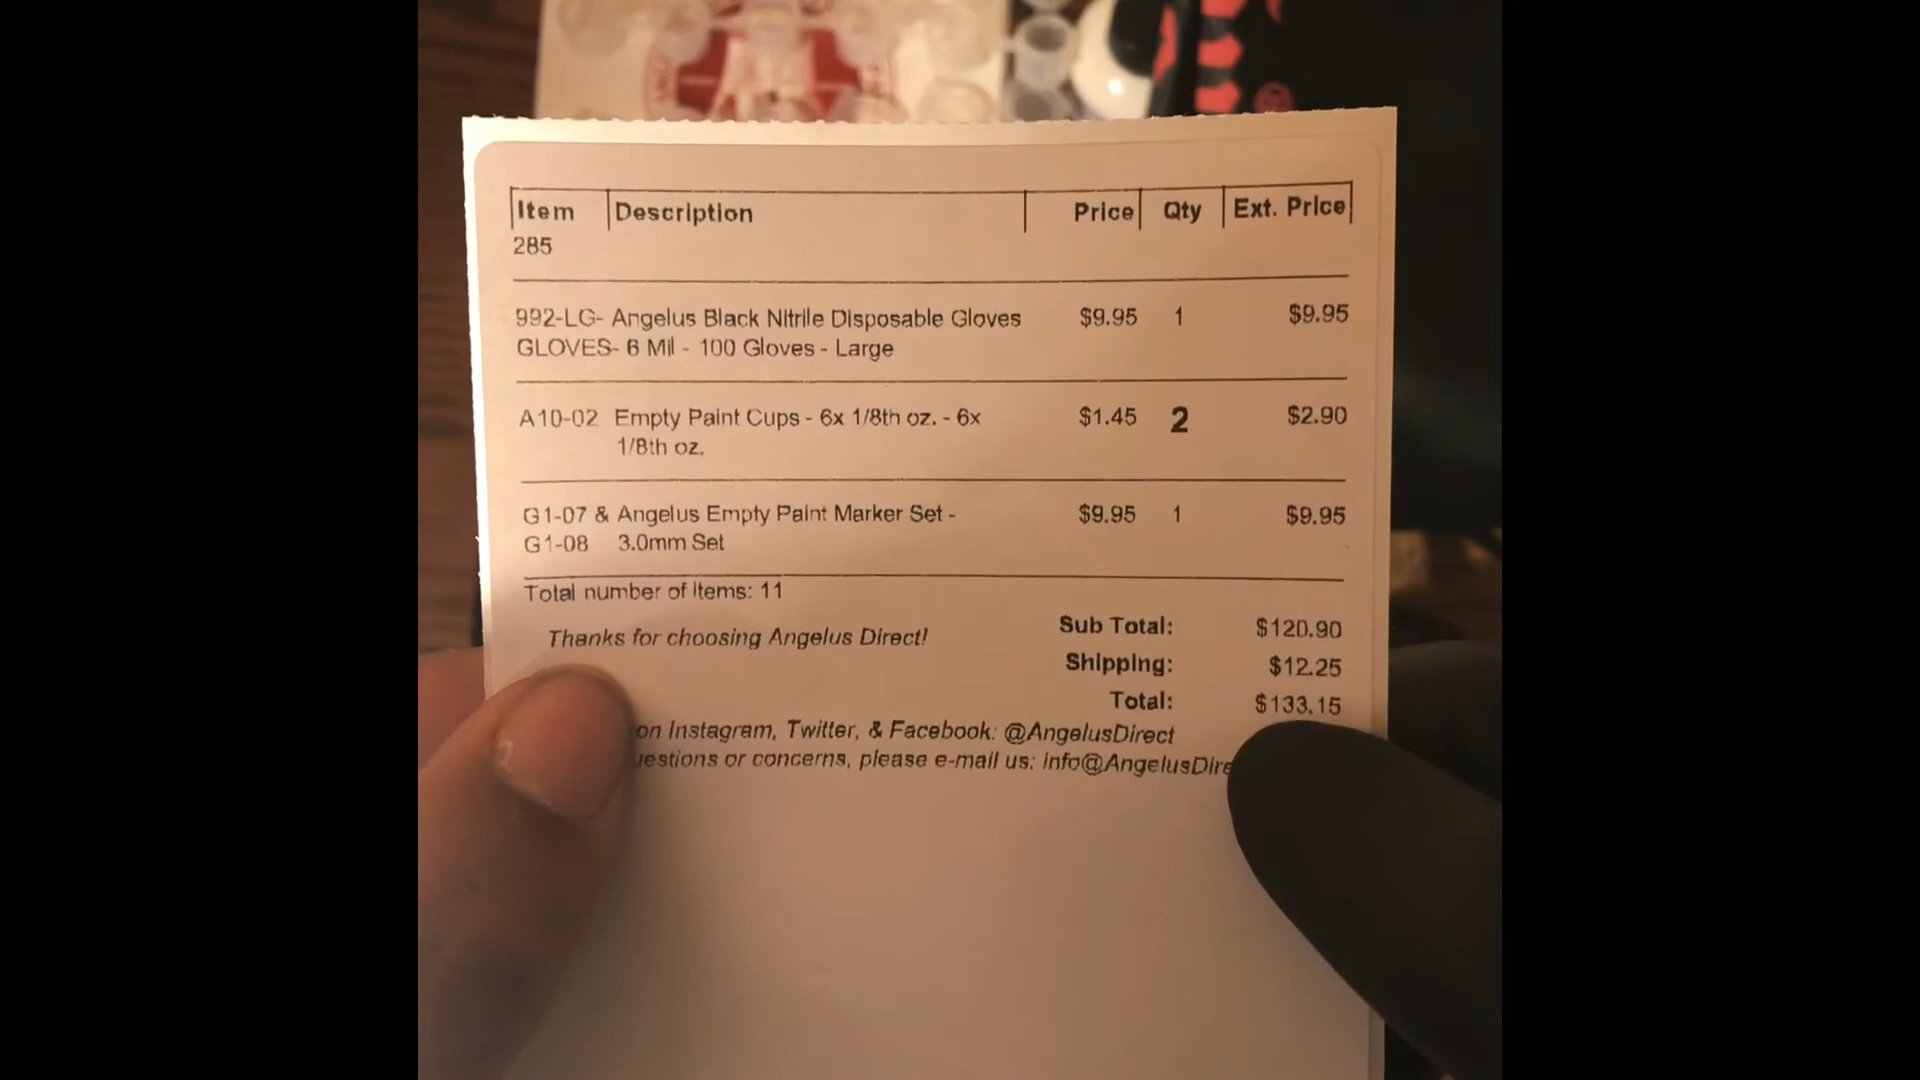 Item Description Price Qty Ext. Price
285
992-LG- Angelus Black Nitrile Disposable Gloves $9.95 1 $9.95
GLOVES- 6 Mil - 100 Gloves - Large
A10-02 Empty Paint Cups - 6x 1/8th oz. - 6x $1.45 2 $2.90
1/8th oz.
G1-07 & Angelus Empty Paint Marker Set - $9.95 1 $9.95
G1-08 3.0mm Set
Total number of Items: 11
Sub Total: $120.90
Thanks for choosing Angelus Direct!
Shipping: $12.25
Total: $133.15
on Instagram, Twitter, & Facebook: @AngelusDirect
or concerns, please e-mail us: